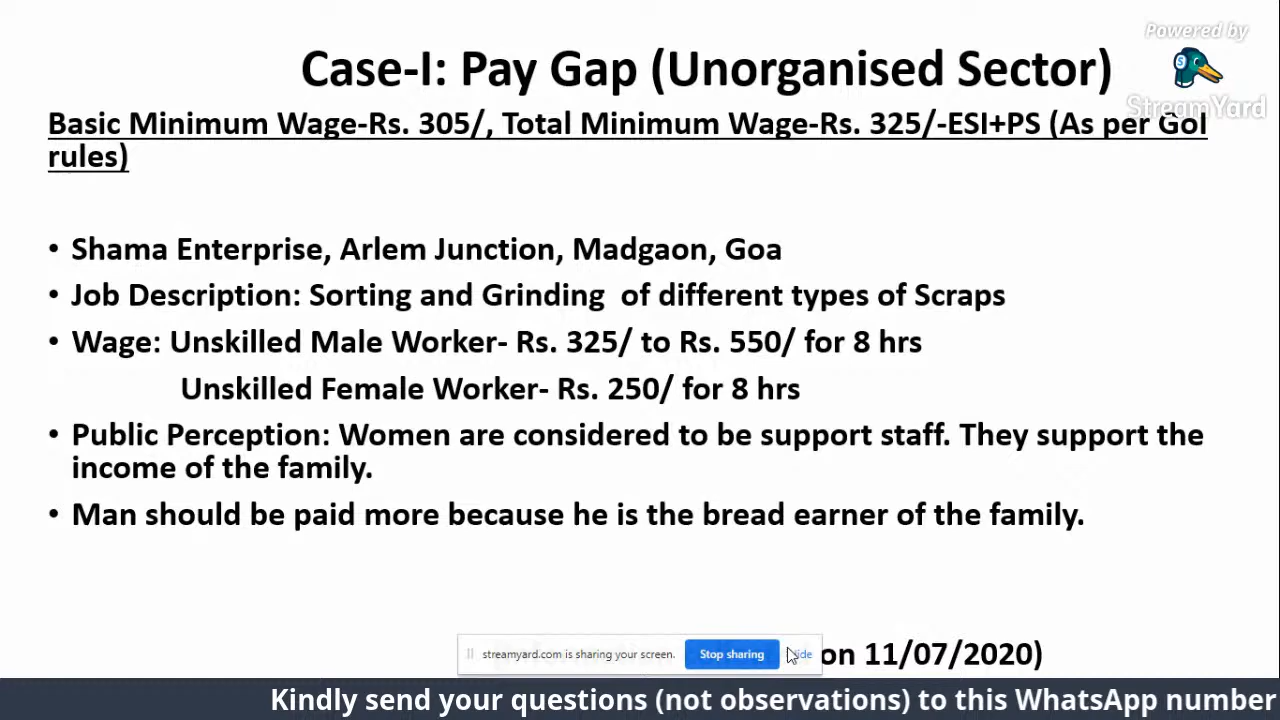 Powered by
StreamYard
Case-I: Pay Gap (Unorganised Sector)
Basic Minimum Wage-Rs. 305/, Total Minimum Wage-Rs. 325/-ESI+PS (As per GoI
rules)
• Shama Enterprise, Arlem Junction, Madgaon, Goa
• Job Description: Sorting and Grinding of different types of Scraps
• Wage: Unskilled Male Worker- Rs. 325/ to Rs. 550/ for 8 hrs
Unskilled Female Worker- Rs. 250/ for 8 hrs
• Public Perception: Women are considered to be support staff. They support the
income of the family.
• Man should be paid more because he is the bread earner of the family.
streamyard.com is sharing your screen. Stop sharing Hide
on 11/07/2020)
Kindly send your questions (not observations) to this WhatsApp number